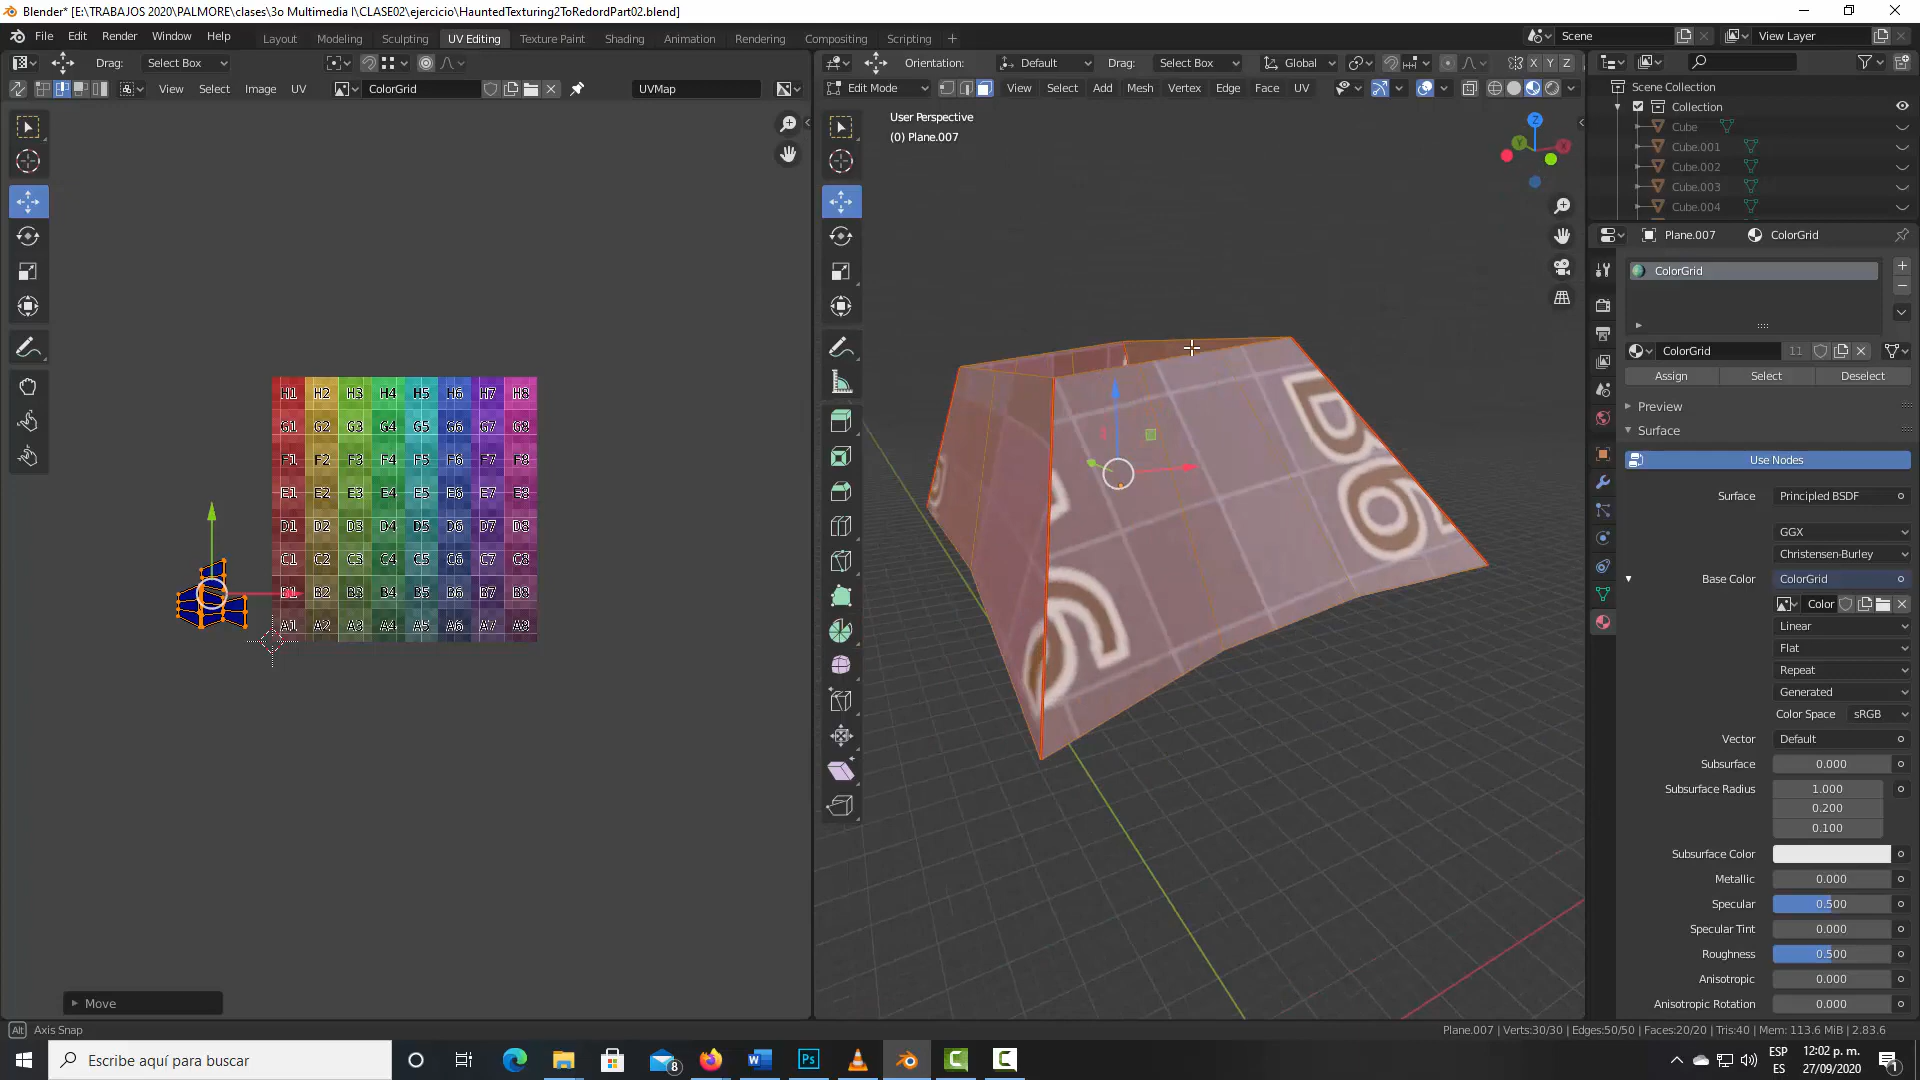 Blender* [E:\TRABAJOS 2020\PALMORE\clases\3o Multimedia I\CLASE02\ejercicio\HauntedTexturing2ToRedordPart02.blend]
File Edit Render Window Help Layout Modeling Sculpting UV Editing Texture Paint Shading Animation Rendering Compositing Scripting + Scene View Layer
Drag: Select Box Orientation: Default Drag: Select Box Global X Y Z
View Select Image UV ColorGrid UVMap Edit Mode View Select Add Mesh Vertex Edge Face UV
Scene Collection
Collection
Cube
Cube.001
Cube.002
Cube.003
Cube.004
User Perspective
(0) Plane.007
Z
Y X
Plane.007 ColorGrid
ColorGrid
ColorGrid 11
Assign Select Deselect
Preview
Surface
Use Nodes
Surface Principled BSDF
GGX
Christensen-Burley
Base Color ColorGrid
Color
Linear
Flat
Repeat
Generated
Color Space sRGB
Vector Default
Subsurface 0.000
Subsurface Radius 1.000
0.200
0.100
Subsurface Color
Metallic 0.000
Specular 0.500
Specular Tint 0.000
Roughness 0.500
Anisotropic 0.000
Anisotropic Rotation 0.000
H1 H2 H3 H4 H5 H6 H7 H8
G1 G2 G3 G4 G5 G6 G7 G8
F1 F2 F3 F4 F5 F6 F7 F8
E1 E2 E3 E4 E5 E6 E7 E8
D1 D2 D3 D4 D5 D6 D7 D8
C1 C2 C3 C4 C5 C6 C7 C8
B1 B2 B3 B4 B5 B6 B7 B8
A1 A2 A3 A4 A5 A6 A7 A8
Move
Alt Axis Snap
Plane.007 | Verts:30/30 | Edges:50/50 | Faces:20/20 | Tris:40 | Mem: 113.6 MiB | 2.83.6
Escribe aquí para buscar
8
ESP
ES
12:02 p. m.
27/09/2020
1